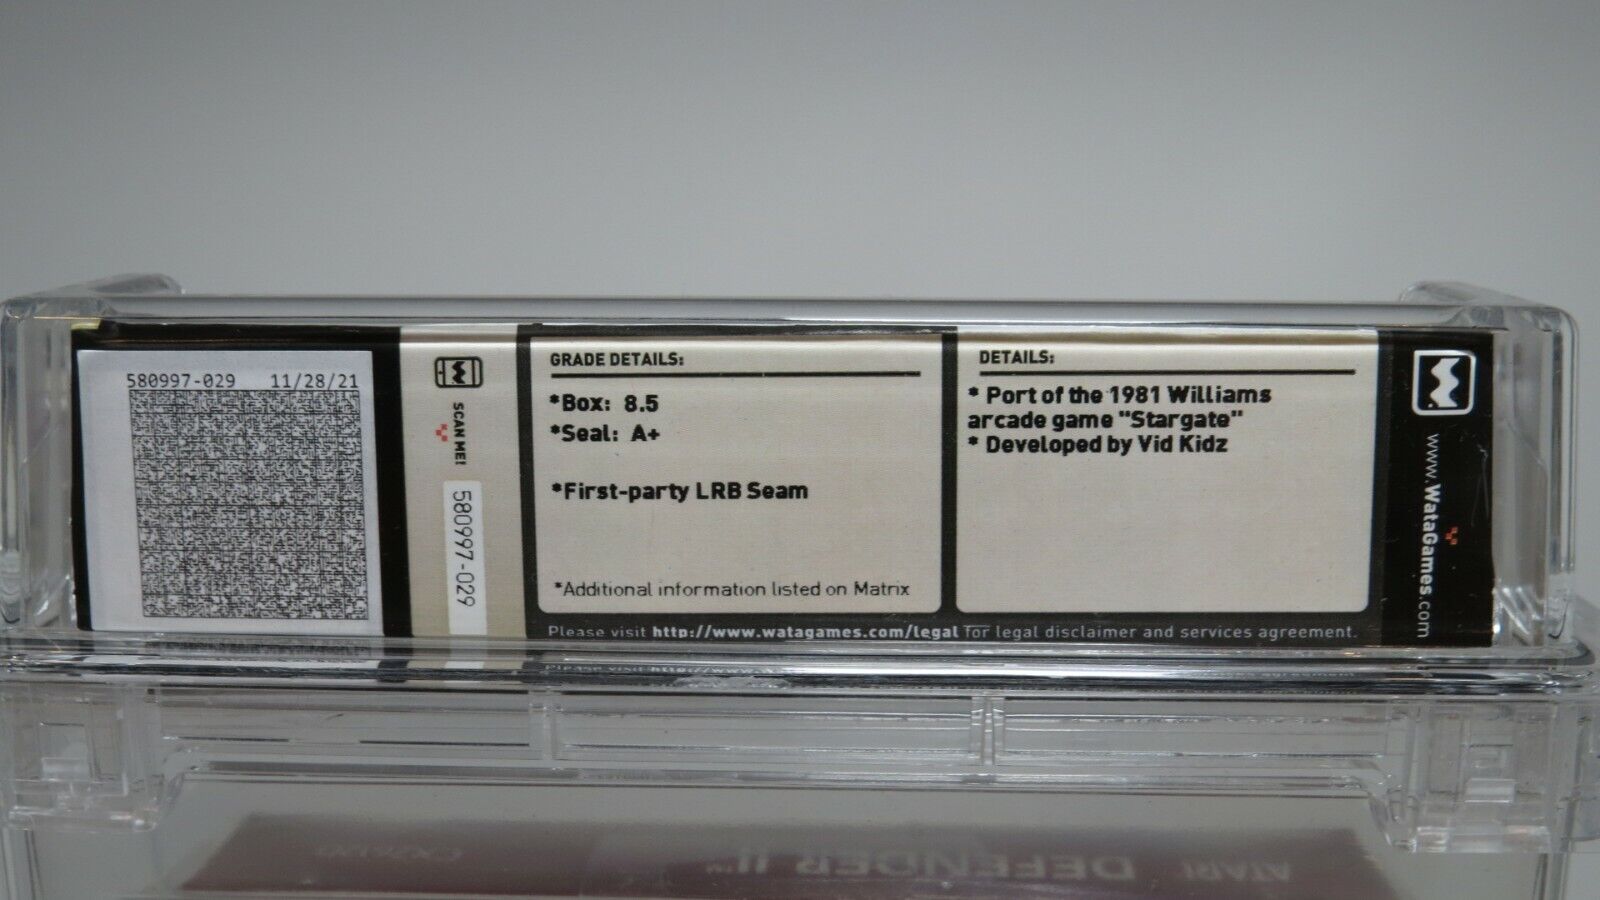 580997-029 11/28/21
SCAN ME!
580997-029
GRADE DETAILS:
*Box: 8.5
*Seal: A+
*First-party LRB Seam
*Additional information listed on Matrix
DETAILS:
* Port of the 1981 Williams
arcade game "Stargate"
* Developed by Vid Kidz
Please visit http://www.watagames.com/legal for legal disclaimer and services agreement.
www.WataGames.com
ATARI DEFENDER II™